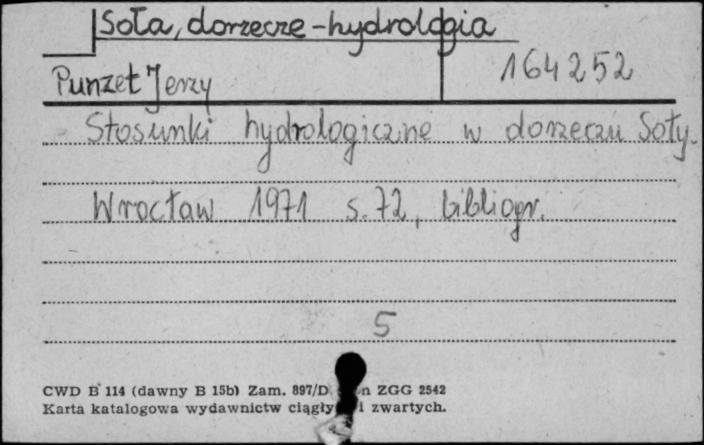 Soła, dorzecze - hydrologia
Punzet Jerzy 164252
Stosunki hydrologiczne w dorzeczu Soły.
Wrocław 1971 s. 72, bibliogr.
5
CWD B 114 (dawny B 15b) Zam. 897/D ZGG 2542
Karta katalogowa wydawnictw i zwartych.